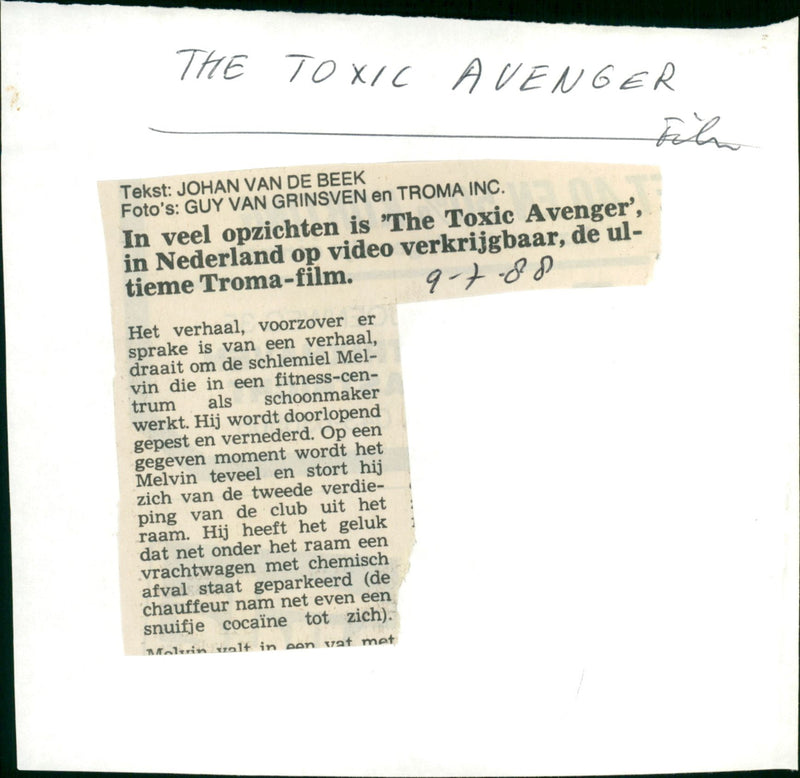 THE TOXIC AVENGER
Film
Tekst: JOHAN VAN DE BEEK
Foto's: GUY VAN GRINSVEN en TROMA INC.
In veel opzichten is 'The Toxic Avenger',
in Nederland op video verkrijgbaar, de ul-
tieme Troma-film.
9-7-88
Het verhaal, voorzover er
sprake is van een verhaal,
draait om de schlemiel Mel-
vin die in een fitness-cen-
trum als schoonmaker
werkt. Hij wordt doorlopend
gepest en vernederd. Op een
gegeven moment wordt het
Melvin teveel en stort hij
zich van de tweede verdie-
ping van de club uit het
raam. Hij heeft het geluk
dat net onder het raam een
vrachtwagen met chemisch
afval staat geparkeerd (de
chauffeur nam net even een
snuifje cocaïne tot zich).
Melvin valt in een vat met